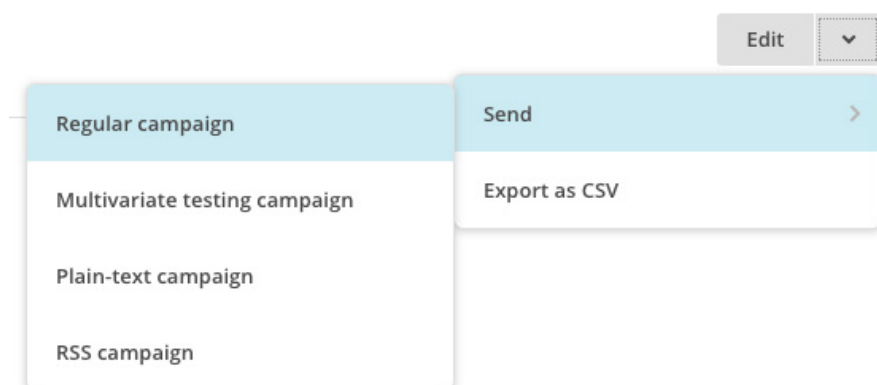 Edit
Send
Export as CSV
Regular campaign
Multivariate testing campaign
Plain-text campaign
RSS campaign